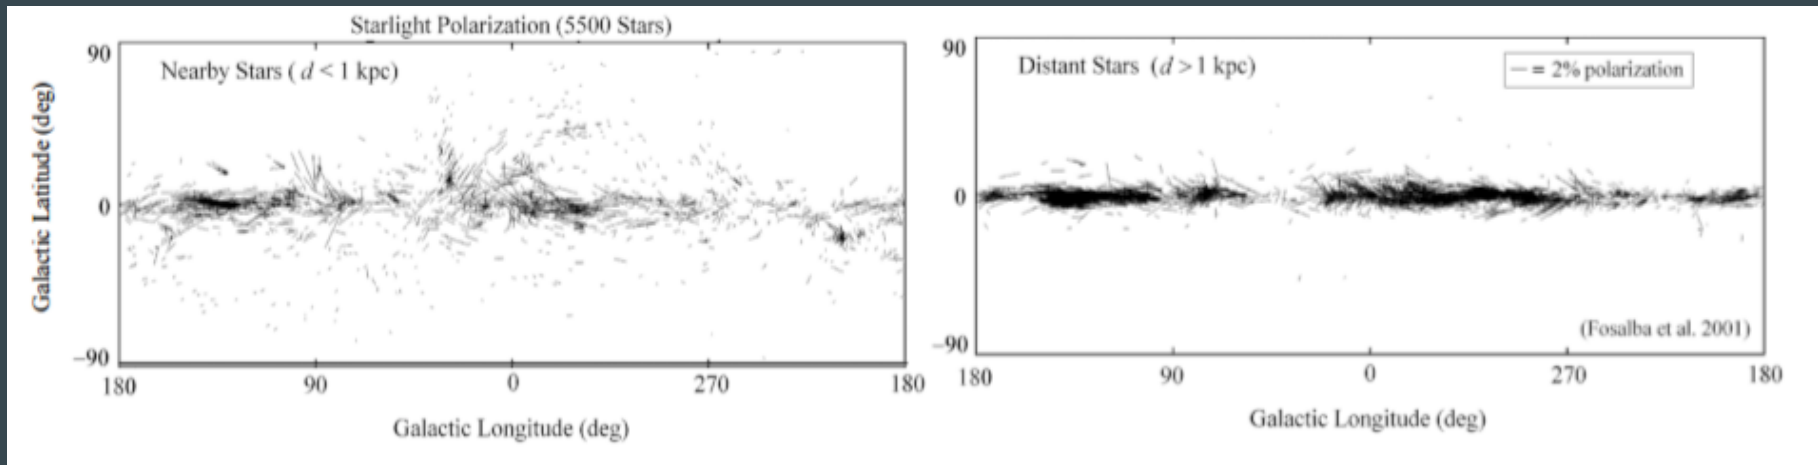 Starlight Polarization (5500 Stars)
90
Nearby Stars ( d < 1 kpc)
Galactic Latitude (deg)
0
−90
180 90 0 270 180
Galactic Longitude (deg)
90
Distant Stars (d > 1 kpc)
— = 2% polarization
0
(Fosalba et al. 2001)
−90
180 90 0 270 180
Galactic Longitude (deg)